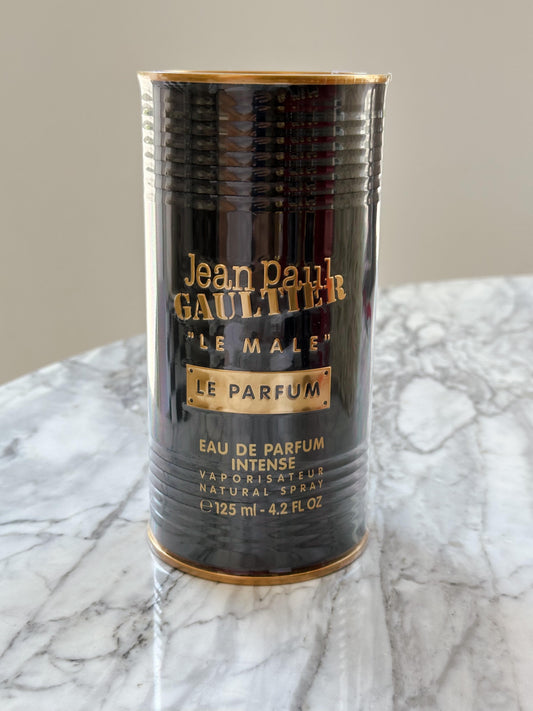 Jean Paul
GAULTIER
"LE MALE"
LE PARFUM
EAU DE PARFUM
INTENSE
VAPORISATEUR
NATURAL SPRAY
℮125 ml - 4.2 FL OZ